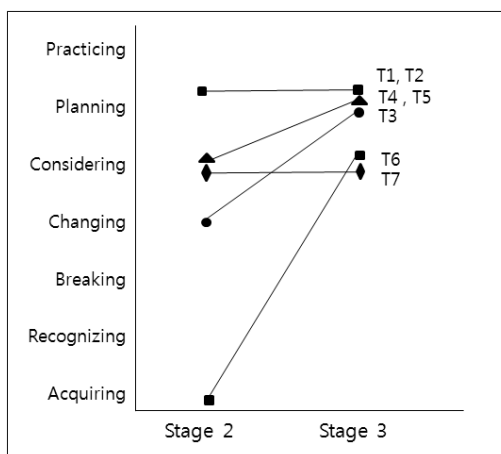 Practicing
T1, T2
T4 , T5
Planning
T3
Considering
T6
T7
Changing
Breaking
Recognizing
Acquiring
Stage 2
Stage 3